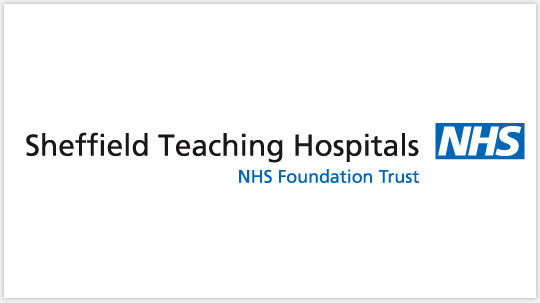 Sheffield Teaching Hospitals NHS
NHS Foundation Trust